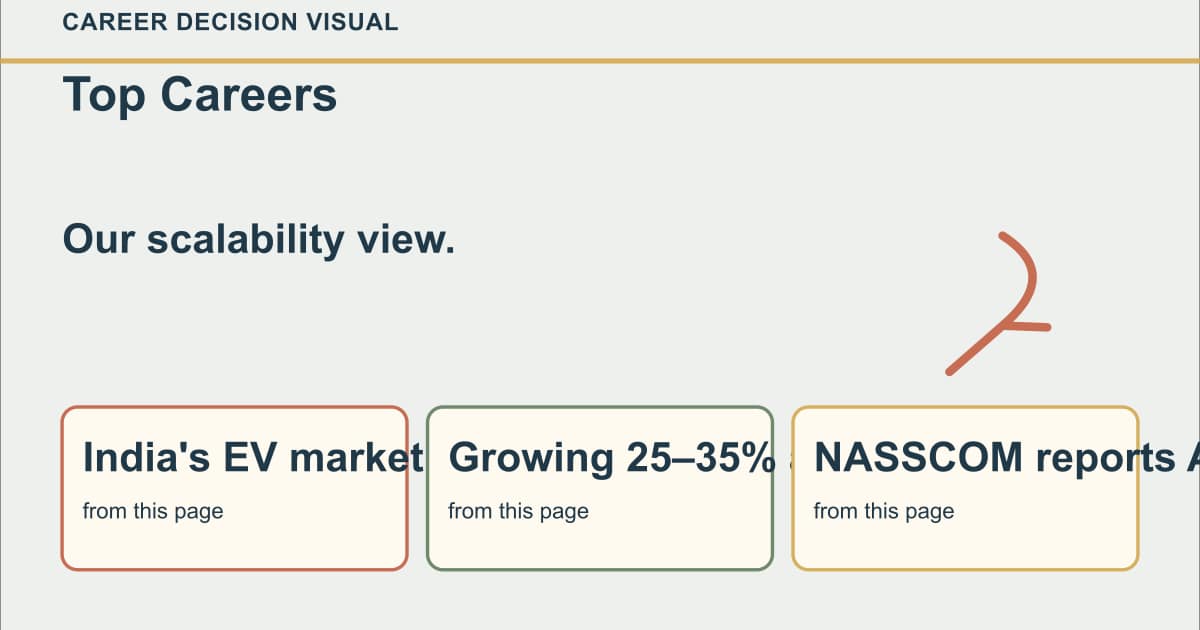 CAREER DECISION VISUAL
Top Careers
Our scalability view.
India's EV market
Growing 25–35%
NASSCOM reports
from this page
from this page
from this page